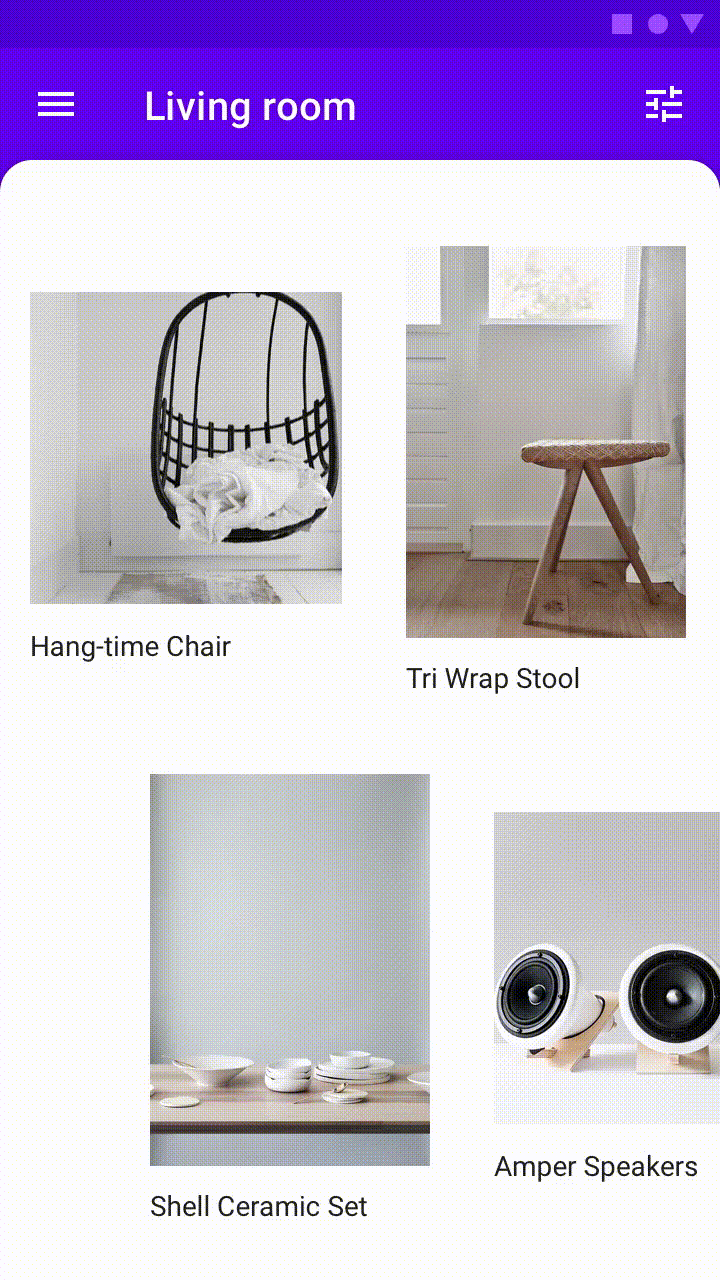 Living room
Hang-time Chair
Tri Wrap Stool
Shell Ceramic Set
Amper Speakers